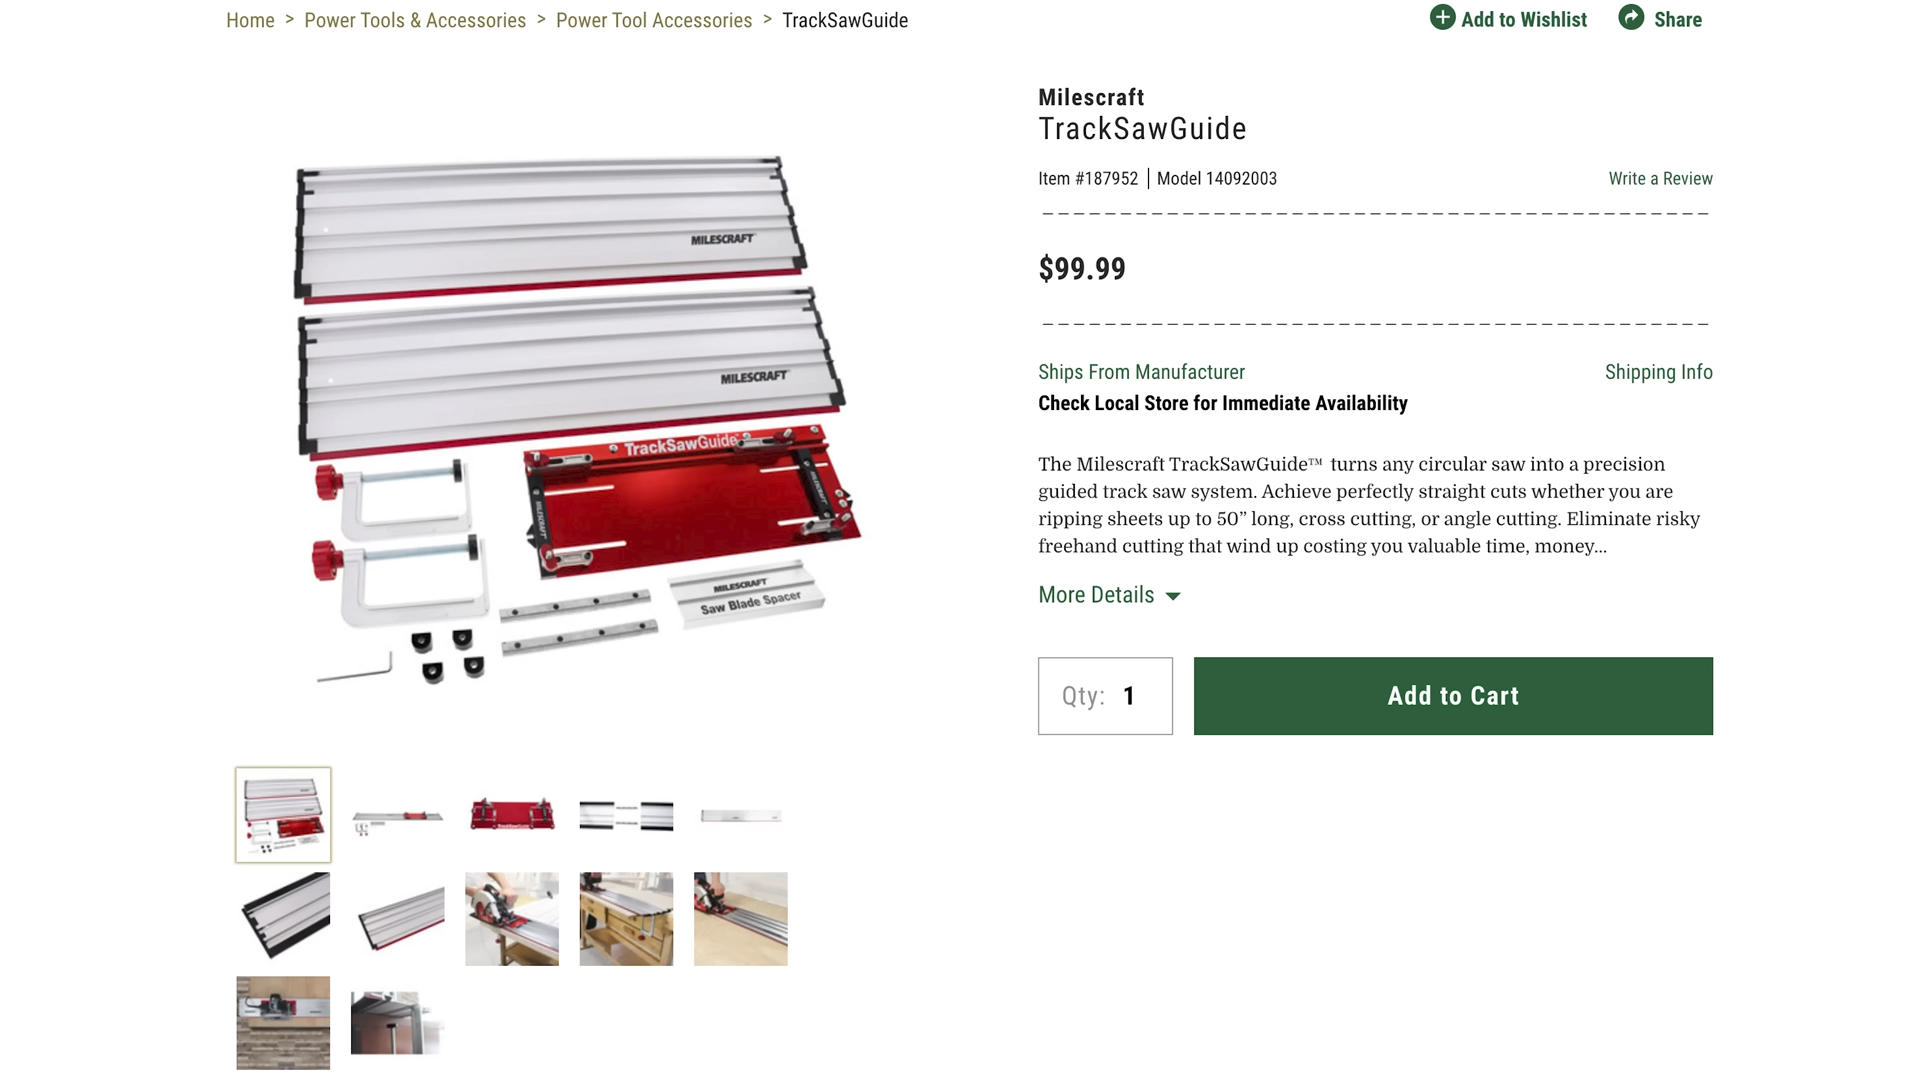 Home > Power Tools & Accessories > Power Tool Accessories > TrackSawGuide
Add to Wishlist
Share
Milescraft
TrackSawGuide
Item #187952 | Model 14092003
Write a Review
$99.99
Ships From Manufacturer
Shipping Info
Check Local Store for Immediate Availability
The Milescraft TrackSawGuide™ turns any circular saw into a precision
guided track saw system. Achieve perfectly straight cuts whether you are
ripping sheets up to 50” long, cross cutting, or angle cutting. Eliminate risky
freehand cutting that wind up costing you valuable time, money...
More Details
Qty: 1
Add to Cart
MILESCRAFT
MILESCRAFT
TrackSawGuide
MILESCRAFT
MILESCRAFT
MILESCRAFT
Saw Blade Spacer